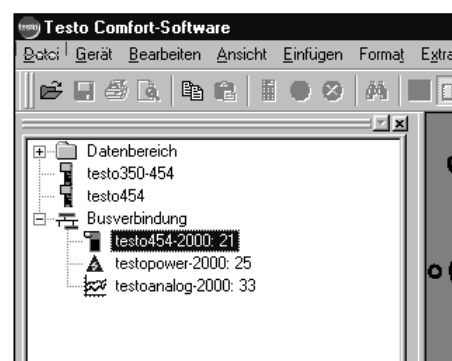 testo Testo Comfort-Software
Datei Gerät Bearbeiten Ansicht Einfügen Format Extra
Datenbereich
testo350-454
testo454
Busverbindung
testo454-2000: 21
testopower-2000: 25
testoanalog-2000: 33